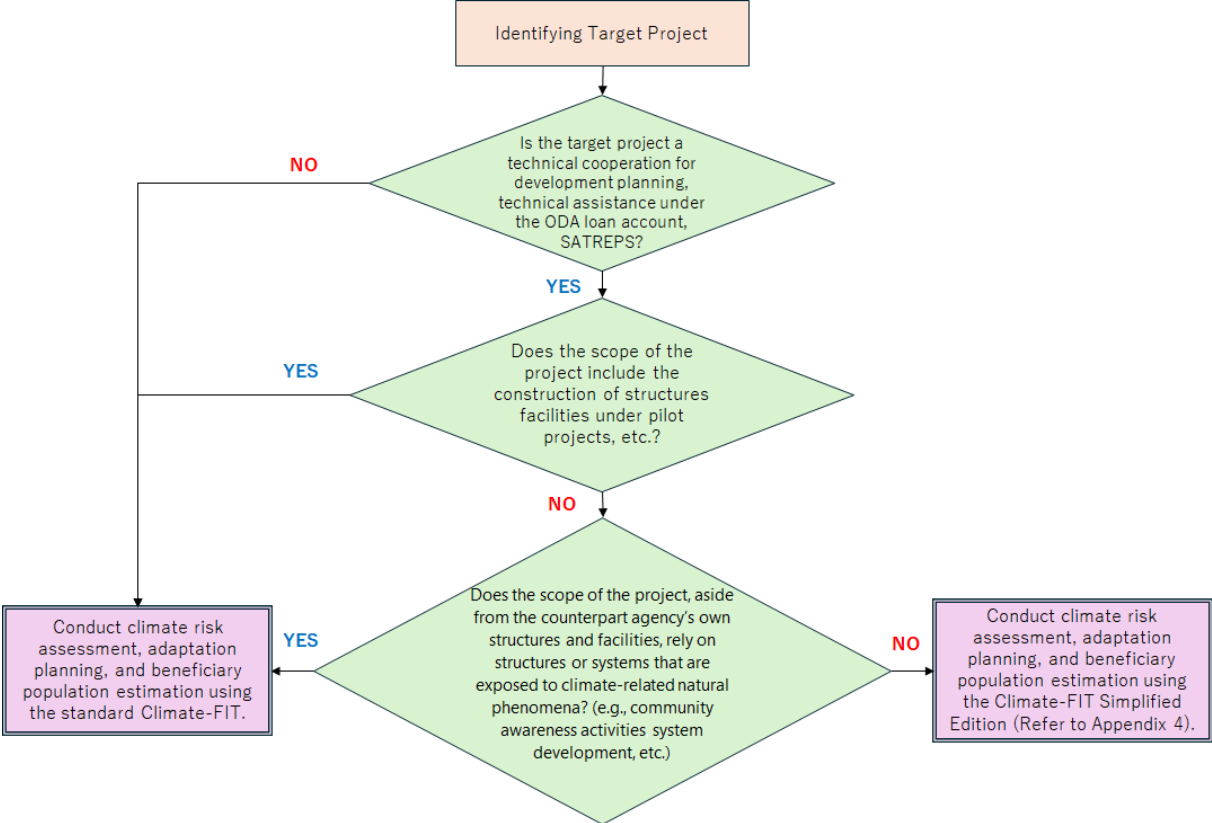 Identifying Target Project
Is the target project a
technical cooperation for
development planning,
technical assistance under
the ODA loan account,
SATREPS?
NO
YES
Does the scope of the
project include the
construction of structures
facilities under pilot
projects, etc.?
YES
NO
Does the scope of the project, aside
from the counterpart agency's own
structures and facilities, rely on
structures or systems that are
exposed to climate-related natural
phenomena? (e.g., community
awareness activities system
development, etc.)
YES
NO
Conduct climate risk
assessment, adaptation
planning, and beneficiary
population estimation using
the standard Climate-FIT.
Conduct climate risk
assessment, adaptation
planning, and beneficiary
population estimation using
the Climate-FIT Simplified
Edition (Refer to Appendix 4).